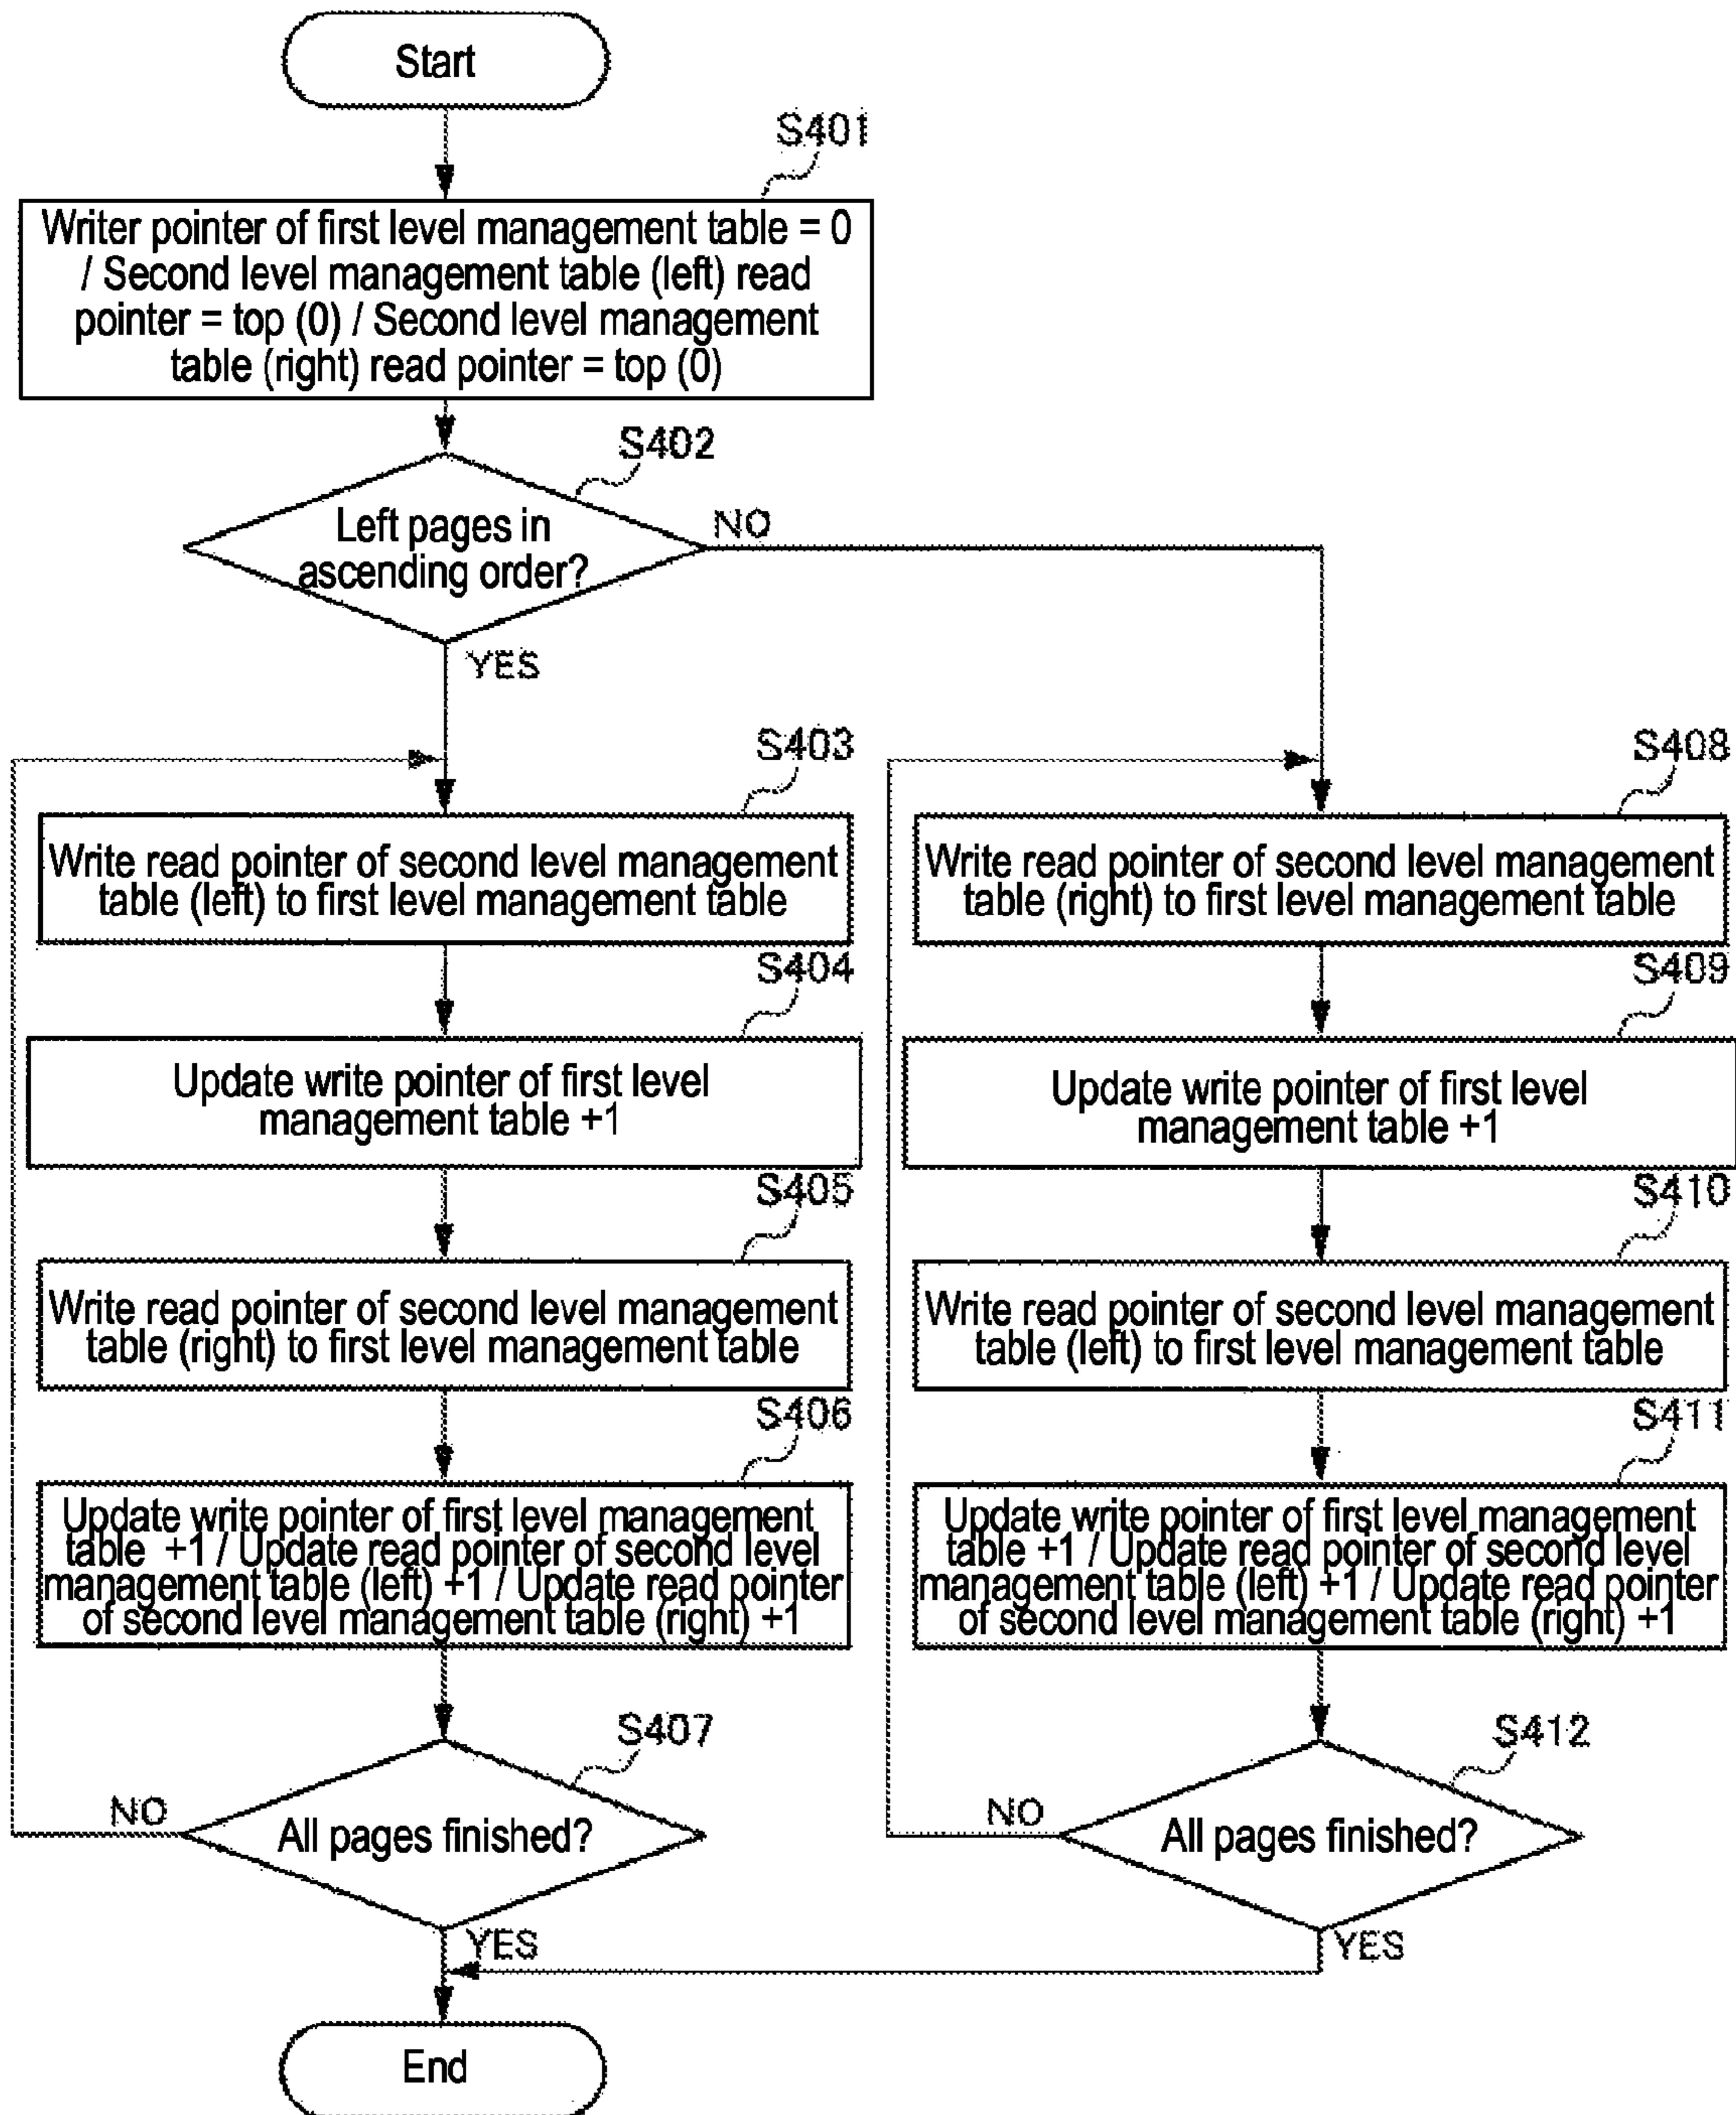 Start
S401
Writer pointer of first level management table = 0
/ Second level management table (left) read
pointer = top (0) / Second level management
table (right) read pointer = top (0)
S402
Left pages in
ascending order?
NO
YES
S403
Write read pointer of second level management
table (left) to first level management table
S404
Update write pointer of first level
management table +1
S405
Write read pointer of second level management
table (right) to first level management table
S406
Update write pointer of first level management
table +1 / Update read pointer of second level
management table (left) +1 / Update read pointer
of second level management table (right) +1
S407
All pages finished?
NO
YES
S408
Write read pointer of second level management
table (right) to first level management table
S409
Update write pointer of first level
management table +1
S410
Write read pointer of second level management
table (left) to first level management table
S411
Update write pointer of first level management
table +1 / Update read pointer of second level
management table (left) +1 / Update read pointer
of second level management table (right) +1
S412
All pages finished?
NO
YES
End